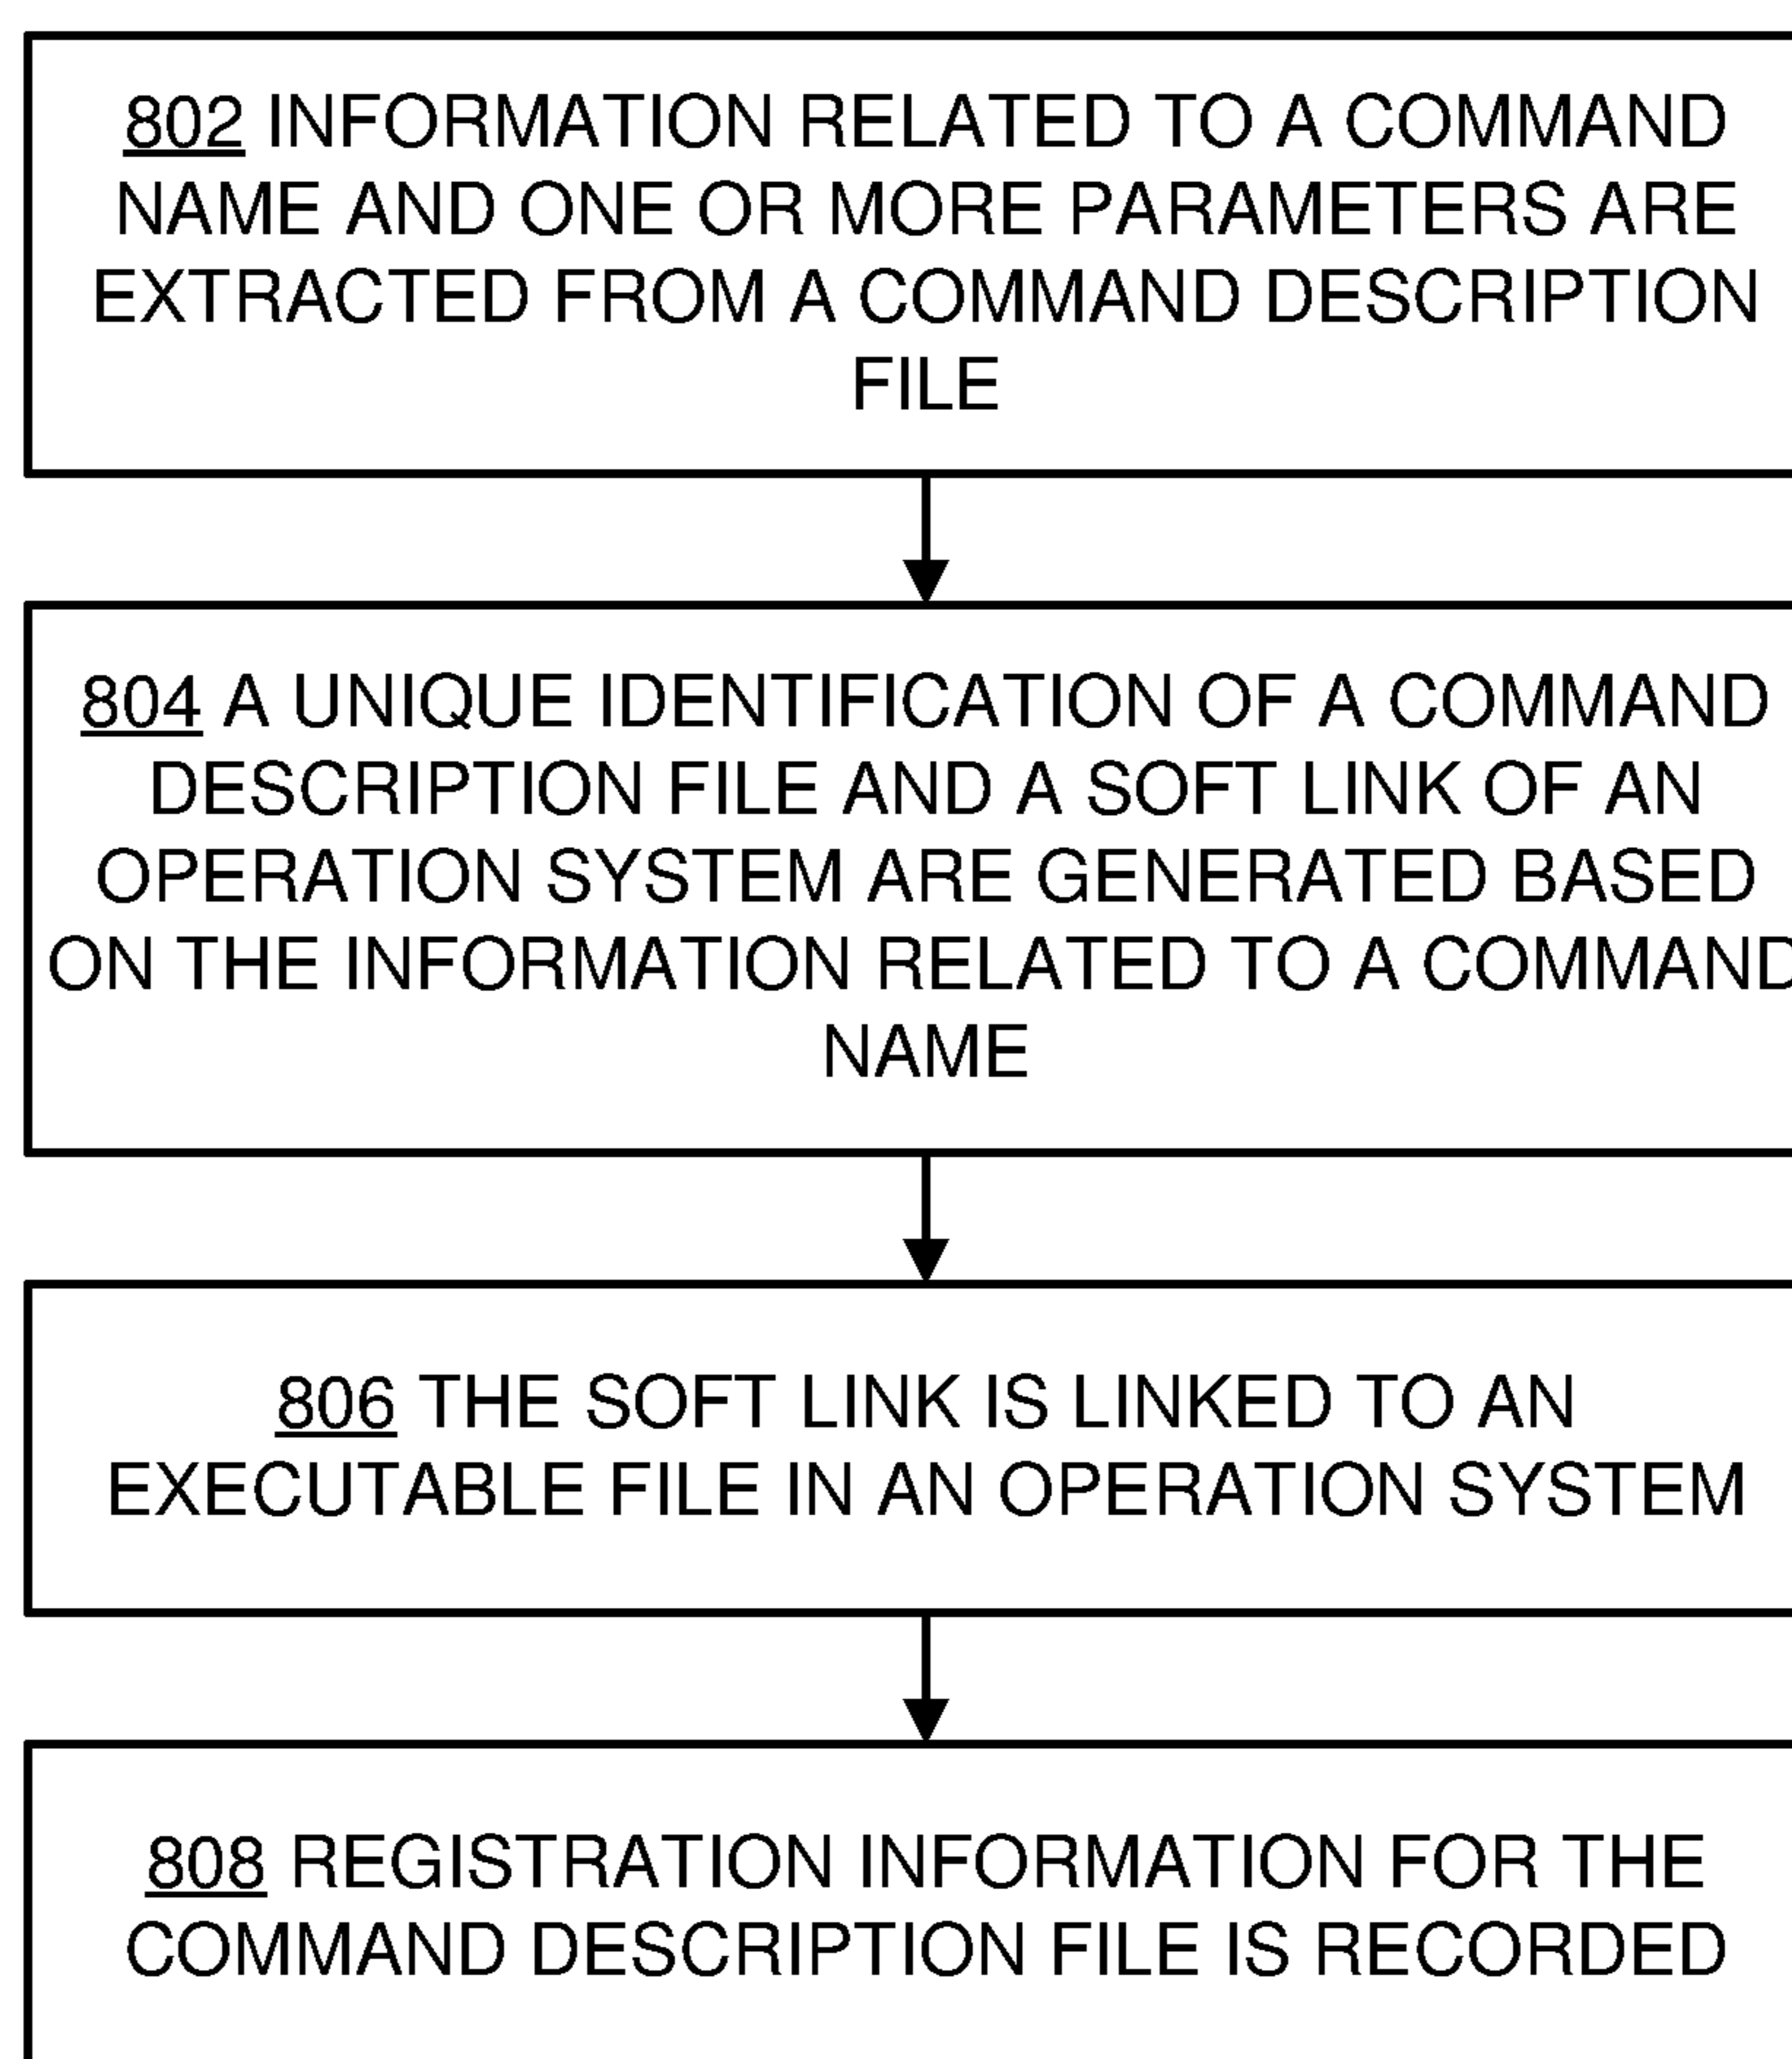 802 INFORMATION RELATED TO A COMMAND
NAME AND ONE OR MORE PARAMETERS ARE
EXTRACTED FROM A COMMAND DESCRIPTION
FILE
804 A UNIQUE IDENTIFICATION OF A COMMAND
DESCRIPTION FILE AND A SOFT LINK OF AN
OPERATION SYSTEM ARE GENERATED BASED
ON THE INFORMATION RELATED TO A COMMAND
NAME
806 THE SOFT LINK IS LINKED TO AN
EXECUTABLE FILE IN AN OPERATION SYSTEM
808 REGISTRATION INFORMATION FOR THE
COMMAND DESCRIPTION FILE IS RECORDED